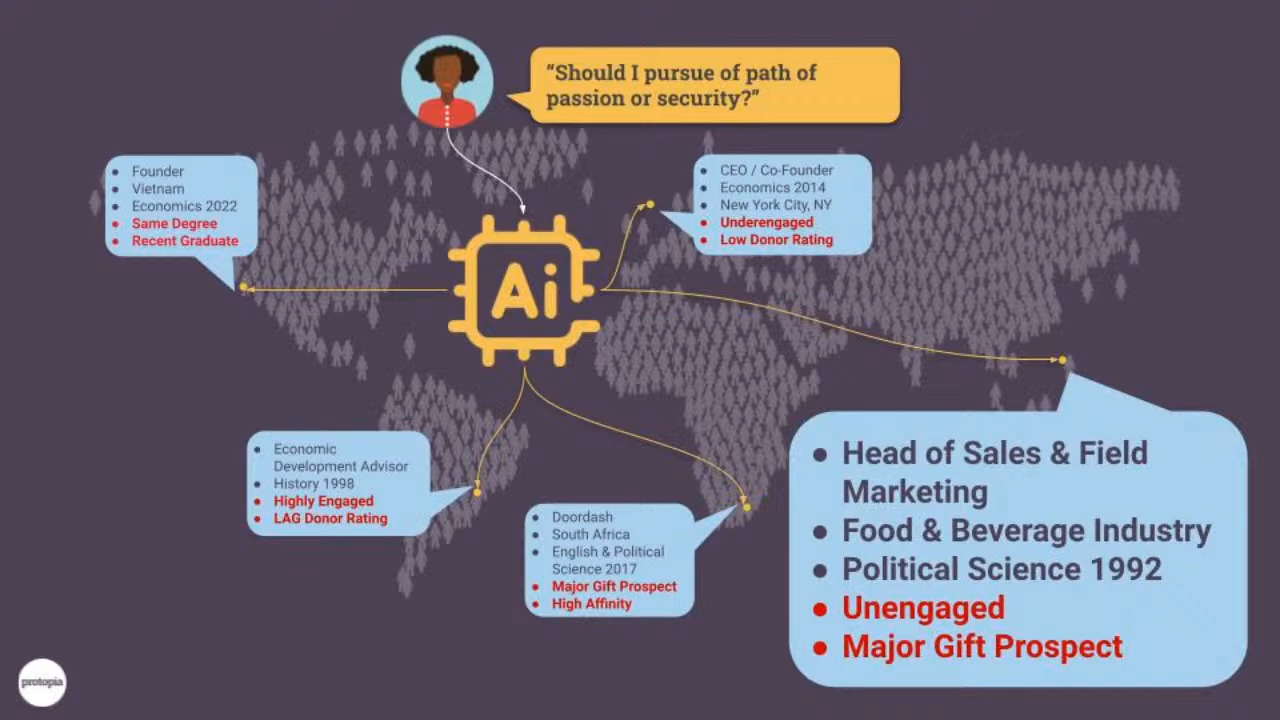 “Should I pursue of path of
passion or security?”
• Founder
• Vietnam
• Economics 2022
• Same Degree
• Recent Graduate
• CEO / Co-Founder
• Economics 2014
• New York City, NY
• Underengaged
• Low Donor Rating
Ai
• Economic
Development Advisor
• History 1998
• Highly Engaged
• LAG Donor Rating
• Doordash
• South Africa
• English & Political
Science 2017
• Major Gift Prospect
• High Affinity
• Head of Sales & Field
Marketing
• Food & Beverage Industry
• Political Science 1992
• Unengaged
• Major Gift Prospect
protopia